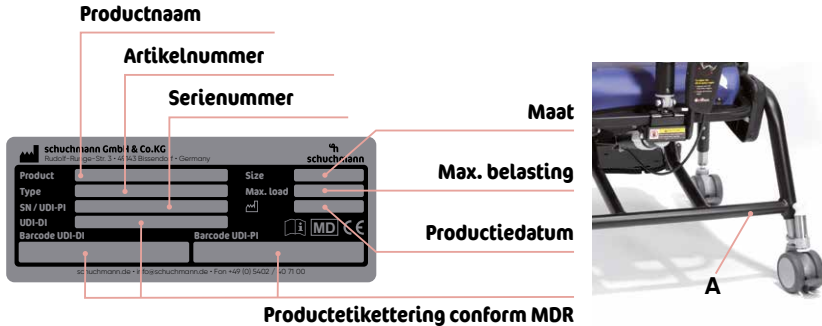 Productnaam
Artikelnummer
Serienummer
Maat
Max. belasting
Productiedatum
schuchmann GmbH & Co.KG
Rudolf-Runge-Str. 3 • 49143 Bissendorf • Germany
schuchmann
Product
Size
Type
Max. load
SN / UDI-PI
UDI-DI
MD CE
Barcode UDI-DI
Barcode UDI-PI
schuchmann.de • info@schuchmann.de • Fon +49 (0) 5402 / 40 71 00
Productetikettering conform MDR
A